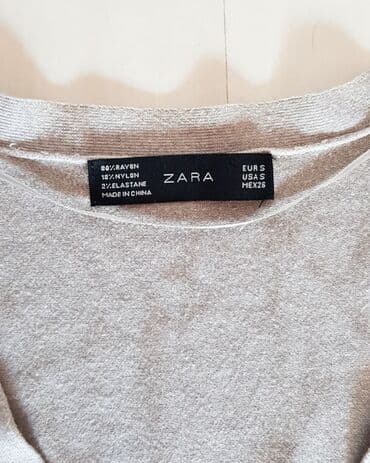 80% RAYON
18% NYLON
2% ELASTANE
MADE IN CHINA
ZARA
EUR S
USA S
MEX 26